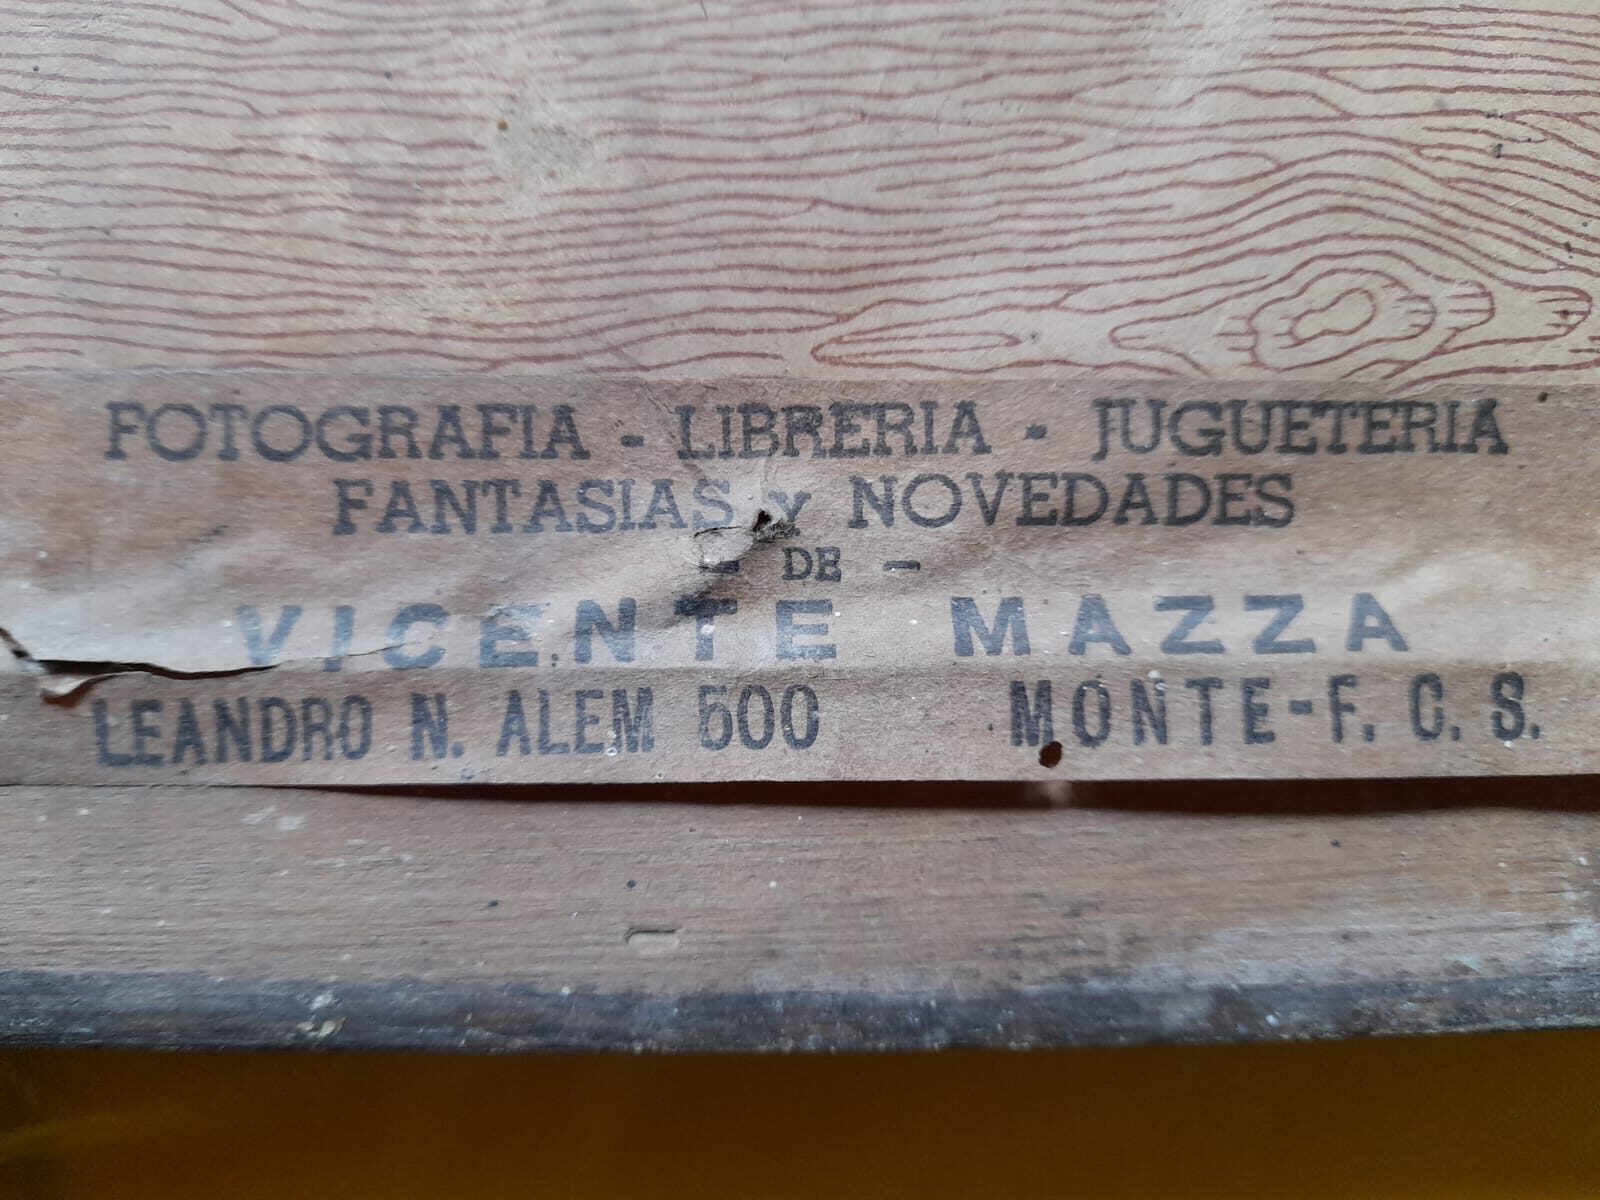 FOTOGRAFIA - LIBRERIA - JUGUETERIA
FANTASIAS y NOVEDADES
- DE -
VICENTE MAZZA
LEANDRO N. ALEM 500 MONTE-F. C. S.